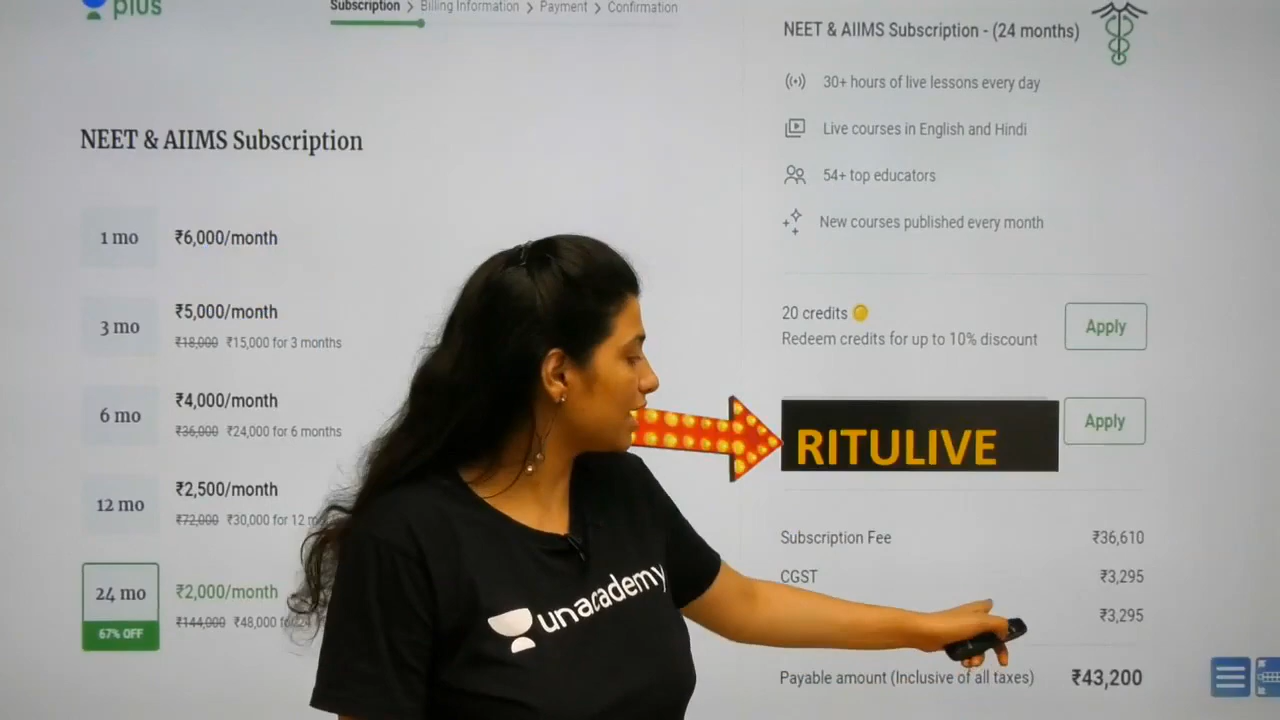 plus
Subscription > Billing Information > Payment > Confirmation
NEET & AIIMS Subscription
1 mo ₹6,000/month
3 mo ₹5,000/month
₹18,000 ₹15,000 for 3 months
6 mo ₹4,000/month
₹36,000 ₹24,000 for 6 months
12 mo ₹2,500/month
₹72,000 ₹30,000 for 12
24 mo ₹2,000/month
67% OFF ₹144,000 ₹48,000
NEET & AIIMS Subscription - (24 months)
30+ hours of live lessons every day
Live courses in English and Hindi
54+ top educators
New courses published every month
20 credits
Redeem credits for up to 10% discount
Apply
RITULIVE
Apply
Subscription Fee ₹36,610
CGST ₹3,295
₹3,295
Payable amount (Inclusive of all taxes) ₹43,200
unacademy